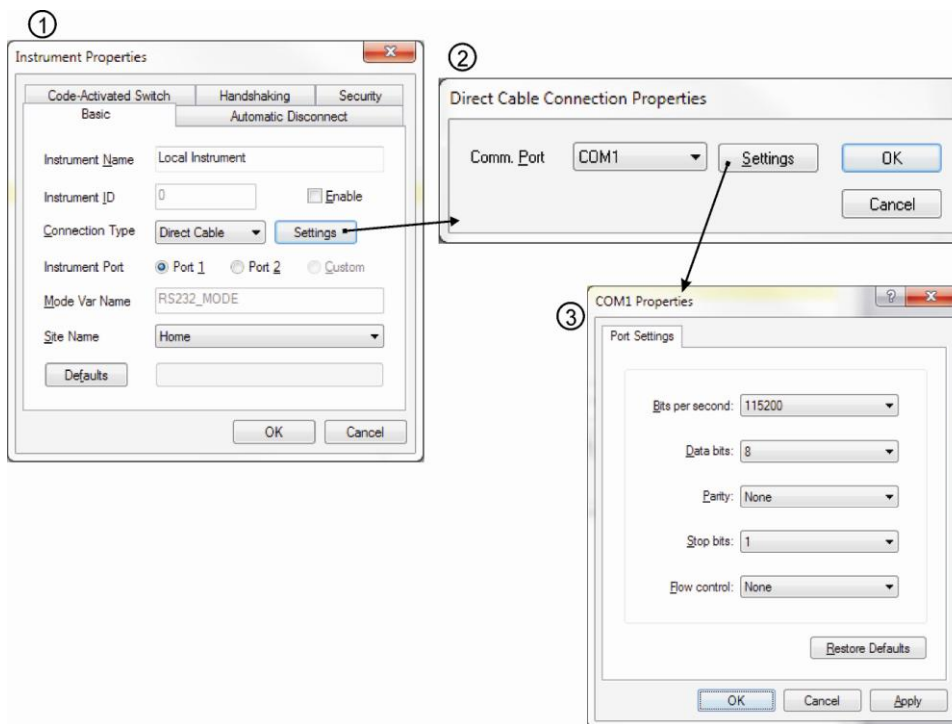 1
Instrument Properties
Code-Activated Switch Handshaking Security
Basic Automatic Disconnect
Instrument Name Local Instrument
Instrument ID 0 Enable
Connection Type Direct Cable Settings
Instrument Port Port 1 Port 2 Custom
Mode Var Name RS232_MODE
Site Name Home
Defaults
OK Cancel
2
Direct Cable Connection Properties
Comm. Port COM1 Settings OK
Cancel
3
COM1 Properties ?
Port Settings
Bits per second: 115200
Data bits: 8
Parity: None
Stop bits: 1
Flow control: None
Restore Defaults
OK Cancel Apply